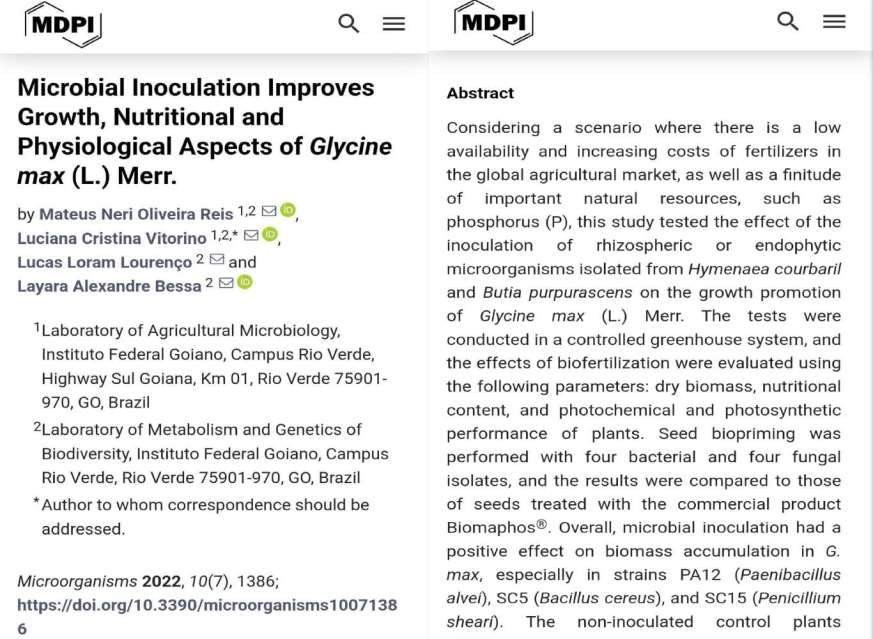 MDPI
Microbial Inoculation Improves
Growth, Nutritional and
Physiological Aspects of Glycine
max (L.) Merr.
by Mateus Neri Oliveira Reis 1,2 iD,
Luciana Cristina Vitorino 1,2,* iD,
Lucas Loram Lourenço 2 and
Layara Alexandre Bessa 2 iD
1 Laboratory of Agricultural Microbiology,
Instituto Federal Goiano, Campus Rio Verde,
Highway Sul Goiana, Km 01, Rio Verde 75901-
970, GO, Brazil
2 Laboratory of Metabolism and Genetics of
Biodiversity, Instituto Federal Goiano, Campus
Rio Verde, Rio Verde 75901-970, GO, Brazil
* Author to whom correspondence should be
addressed.
Microorganisms 2022, 10(7), 1386;
https://doi.org/10.3390/microorganisms1007138
6
MDPI
Abstract
Considering a scenario where there is a low
availability and increasing costs of fertilizers in
the global agricultural market, as well as a finitude
of important natural resources, such as
phosphorus (P), this study tested the effect of the
inoculation of rhizospheric or endophytic
microorganisms isolated from Hymenaea courbaril
and Butia purpurascens on the growth promotion
of Glycine max (L.) Merr. The tests were
conducted in a controlled greenhouse system, and
the effects of biofertilization were evaluated using
the following parameters: dry biomass, nutritional
content, and photochemical and photosynthetic
performance of plants. Seed biopriming was
performed with four bacterial and four fungal
isolates, and the results were compared to those
of seeds treated with the commercial product
Biomaphos®. Overall, microbial inoculation had a
positive effect on biomass accumulation in G.
max, especially in strains PA12 (Paenibacillus
alvei), SC5 (Bacillus cereus), and SC15 (Penicillium
sheari). The non-inoculated control plants